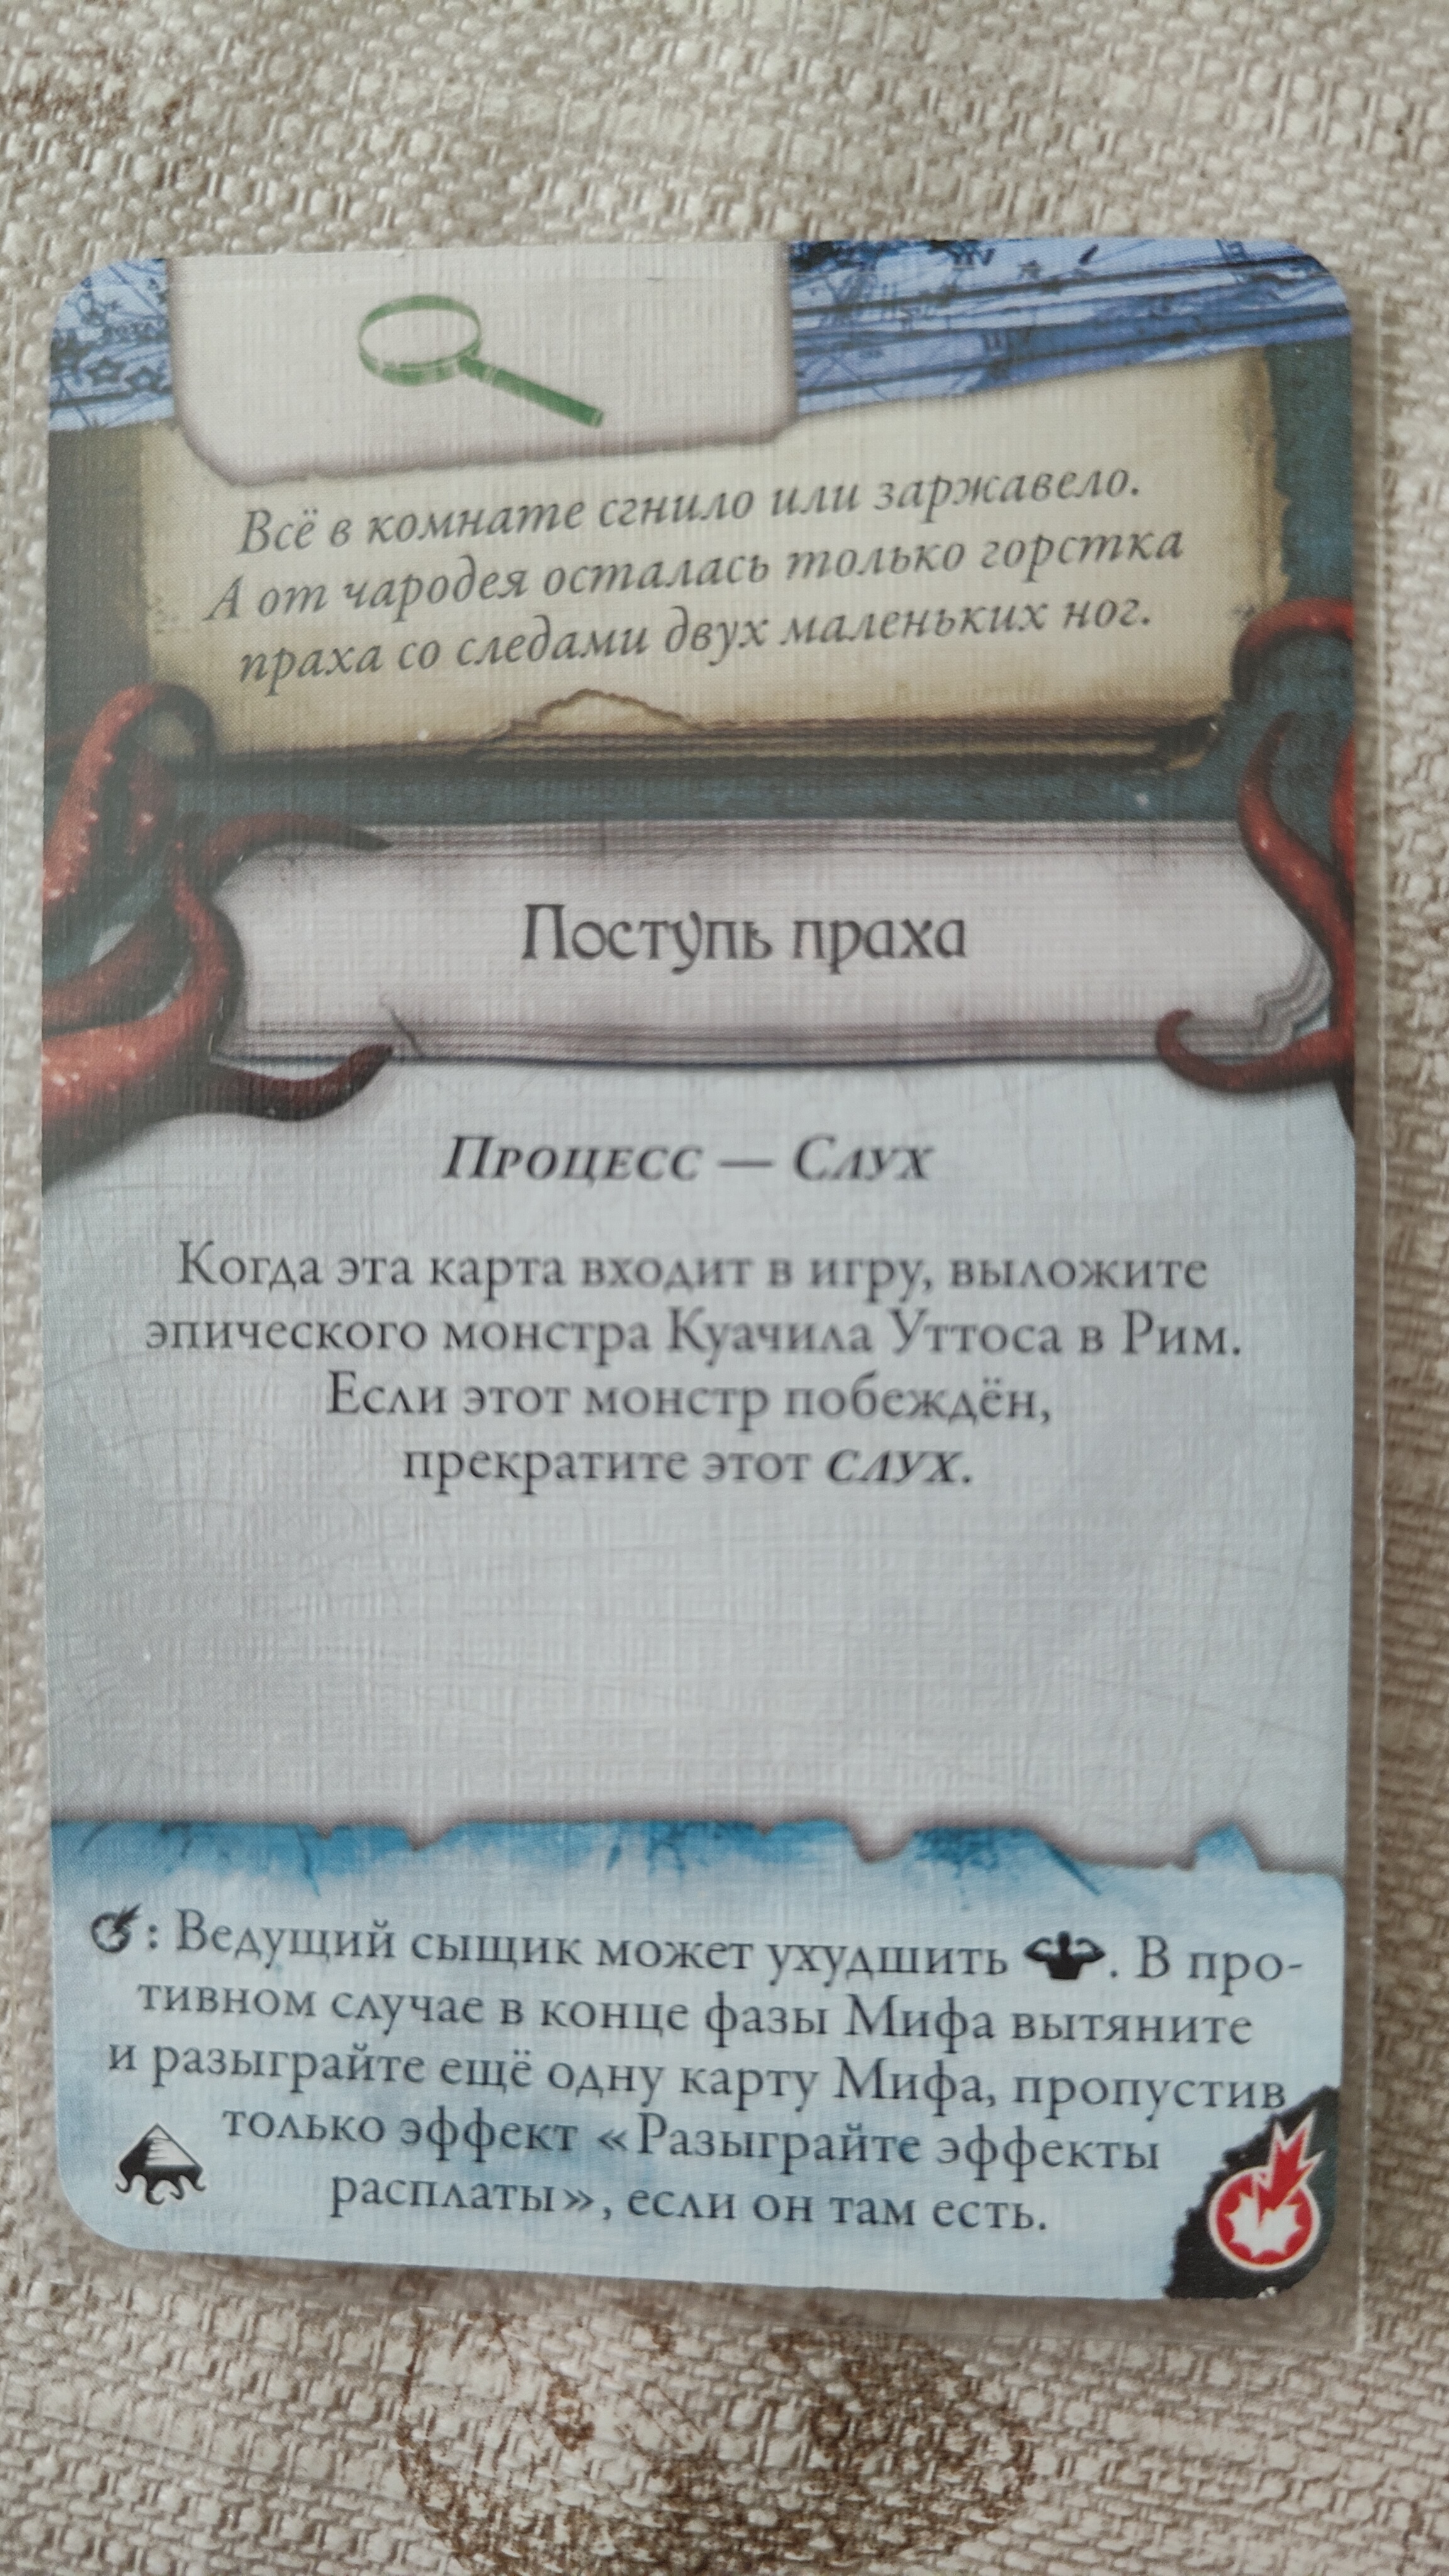 Всё в комнате сгнило или заржавело.
А от чародея осталась только горстка
праха со следами двух маленьких ног.
Поступь праха
Процесс — Слух
Когда эта карта входит в игру, выложите
эпического монстра Куачила Уттоса в Рим.
Если этот монстр побеждён,
прекратите этот слух.
: Ведущий сыщик может ухудшить . В про-
тивном случае в конце фазы Мифа вытяните
и разыграйте ещё одну карту Мифа, пропустив
только эффект «Разыграйте эффекты
расплаты», если он там есть.